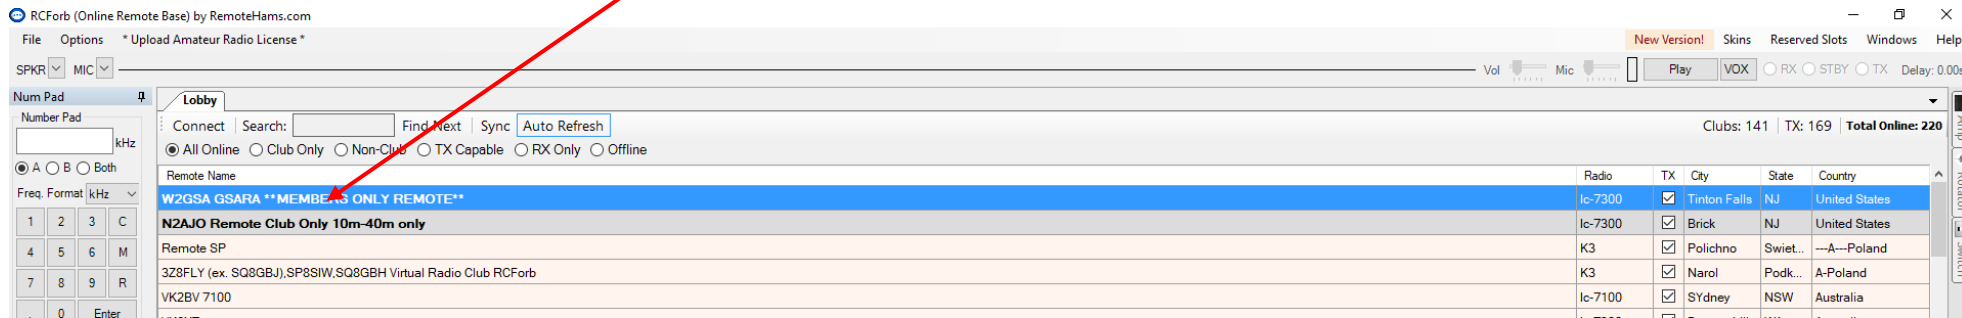 RCForb (Online Remote Base) by RemoteHams.com
File Options * Upload Amateur Radio License * New Version! Skins Reserved Slots Windows Help
SPKR MIC Vol Mic Play VOX RX STBY TX Delay: 0.00s
Num Pad
Lobby
Number Pad
kHz
Connect Search: Find Next Sync Auto Refresh Clubs: 141 TX: 169 Total Online: 220
All Online Club Only Non-Club TX Capable RX Only Offline
A B Both
Freq. Format kHz
Remote Name Radio TX City State Country
W2GSA GSARA **MEMBERS ONLY REMOTE** Ic-7300 Tinton Falls NJ United States
1 2 3 C
N2AJO Remote Club Only 10m-40m only Ic-7300 Brick NJ United States
4 5 6 M
Remote SP K3 Polichno Swiet... ---A---Poland
3Z8FLY (ex. SQ8GBJ),SP8SIW,SQ8GBH Virtual Radio Club RCForb K3 Narol Podk... A-Poland
7 8 9 R
VK2BV 7100 Ic-7100 SYdney NSW Australia
. 0 Enter
Rotator